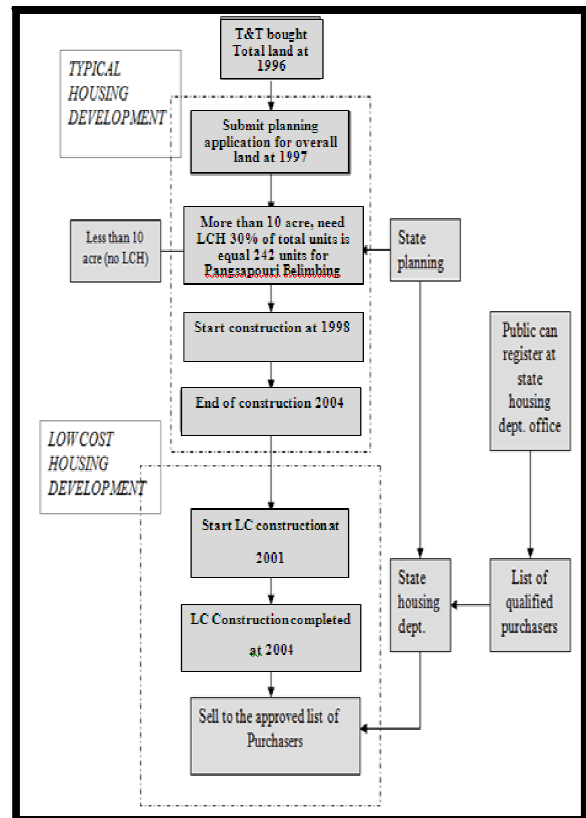 T&T bought
Total land at
1996
TYPICAL
HOUSING
DEVELOPMENT
Submit planning
application for overall
land at 1997
More than 10 acre, need
LCH 30% of total units is
equal 242 units for
Pangsapouri Belimbing
Less than 10
acre (no LCH)
State
planning
Start construction at 1998
Public can
register at
state
housing
dept. office
End of construction 2004
LOW COST
HOUSING
DEVELOPMENT
Start LC construction at
2001
State
housing
dept.
List of
qualified
purchasers
LC Construction completed
at 2004
Sell to the approved list of
Purchasers